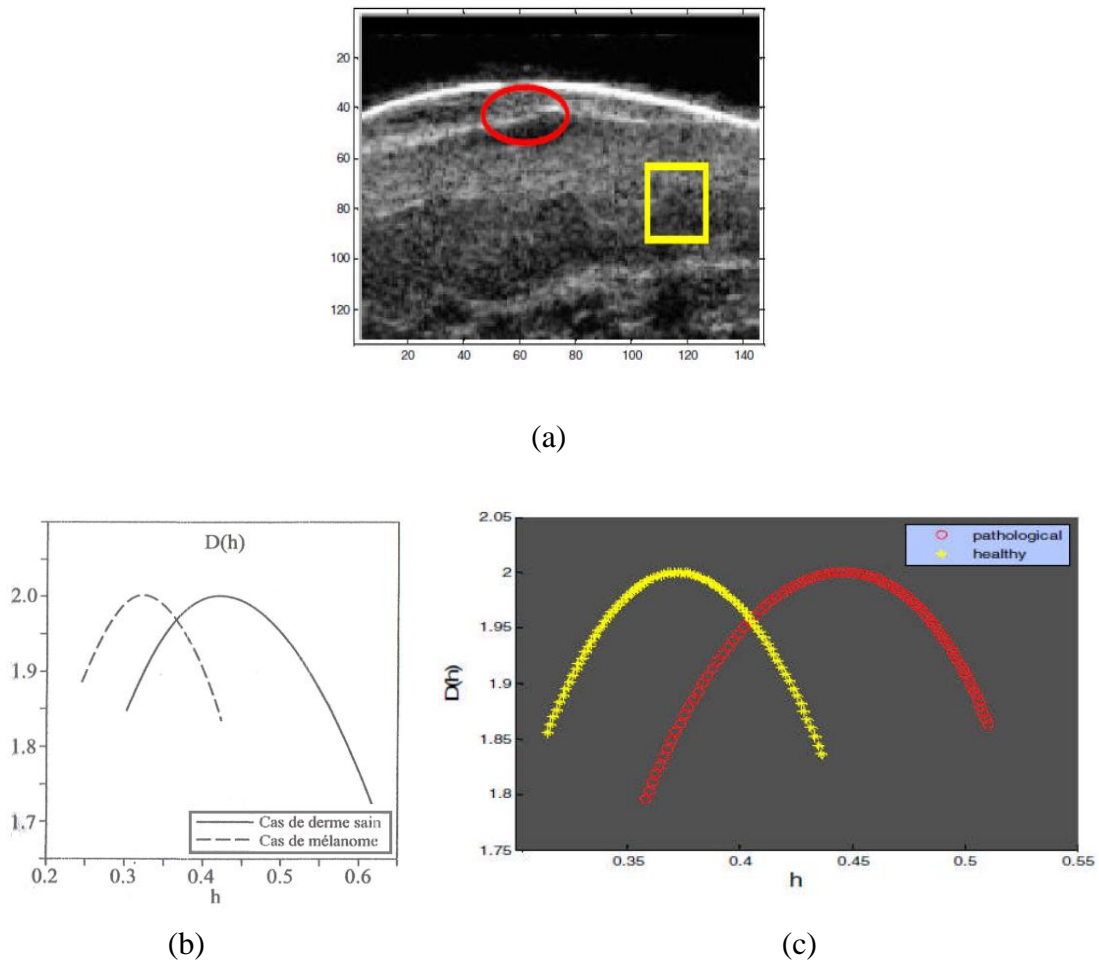 20
40
60
80
100
120
20 40 60 80 100 120 140
(a)
D(h)
2.0
1.9
1.8
1.7
Cas de derme sain
Cas de mélanome
0.2 0.3 0.4 0.5 0.6
h
(b)
2.05
2
1.95
1.9
1.85
1.8
1.75
D(h)
pathological
healthy
0.35 0.4 0.45 0.5 0.55
h
(c)